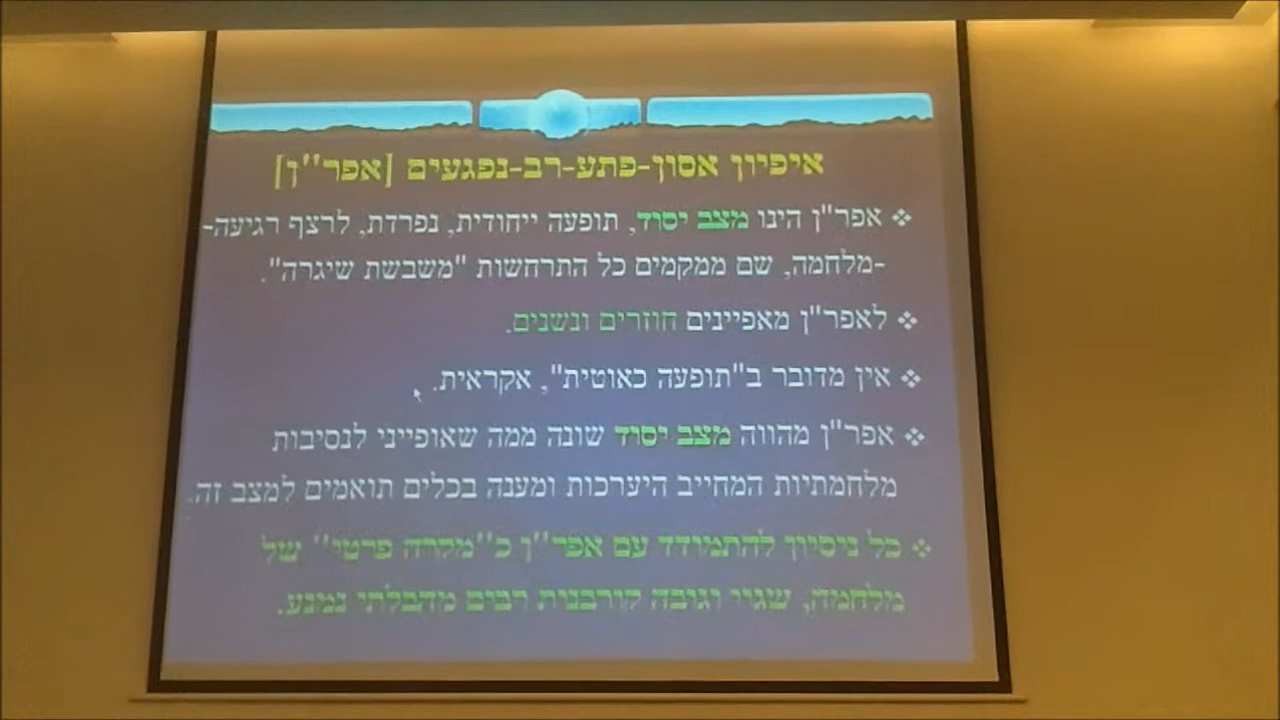 איפיון אסון-פתע-רב-נפגעים [אפר''ן]
❖ אפר"ן הינו מצב יסוד, תופעה ייחודית, נפרדת, לרצף רגיעה-
-מלחמה, שם ממקמים כל התרחשות "משבשת שיגרה".
❖ לאפר"ן מאפיינים חוזרים ונשנים.
❖ אין מדובר ב"תופעה כאוטית", אקראית.
❖ אפר"ן מהווה מצב יסוד שונה ממה שאופייני לנסיבות
מלחמתיות המחייב היערכות ומענה בכלים תואמים למצב זה.
❖ כל ניסיון להתמודד עם אפר''ן כ''מקרה פרטי'' של
מלחמה, שגוי וגובה קורבנות רבים מהבלתי נמנע.